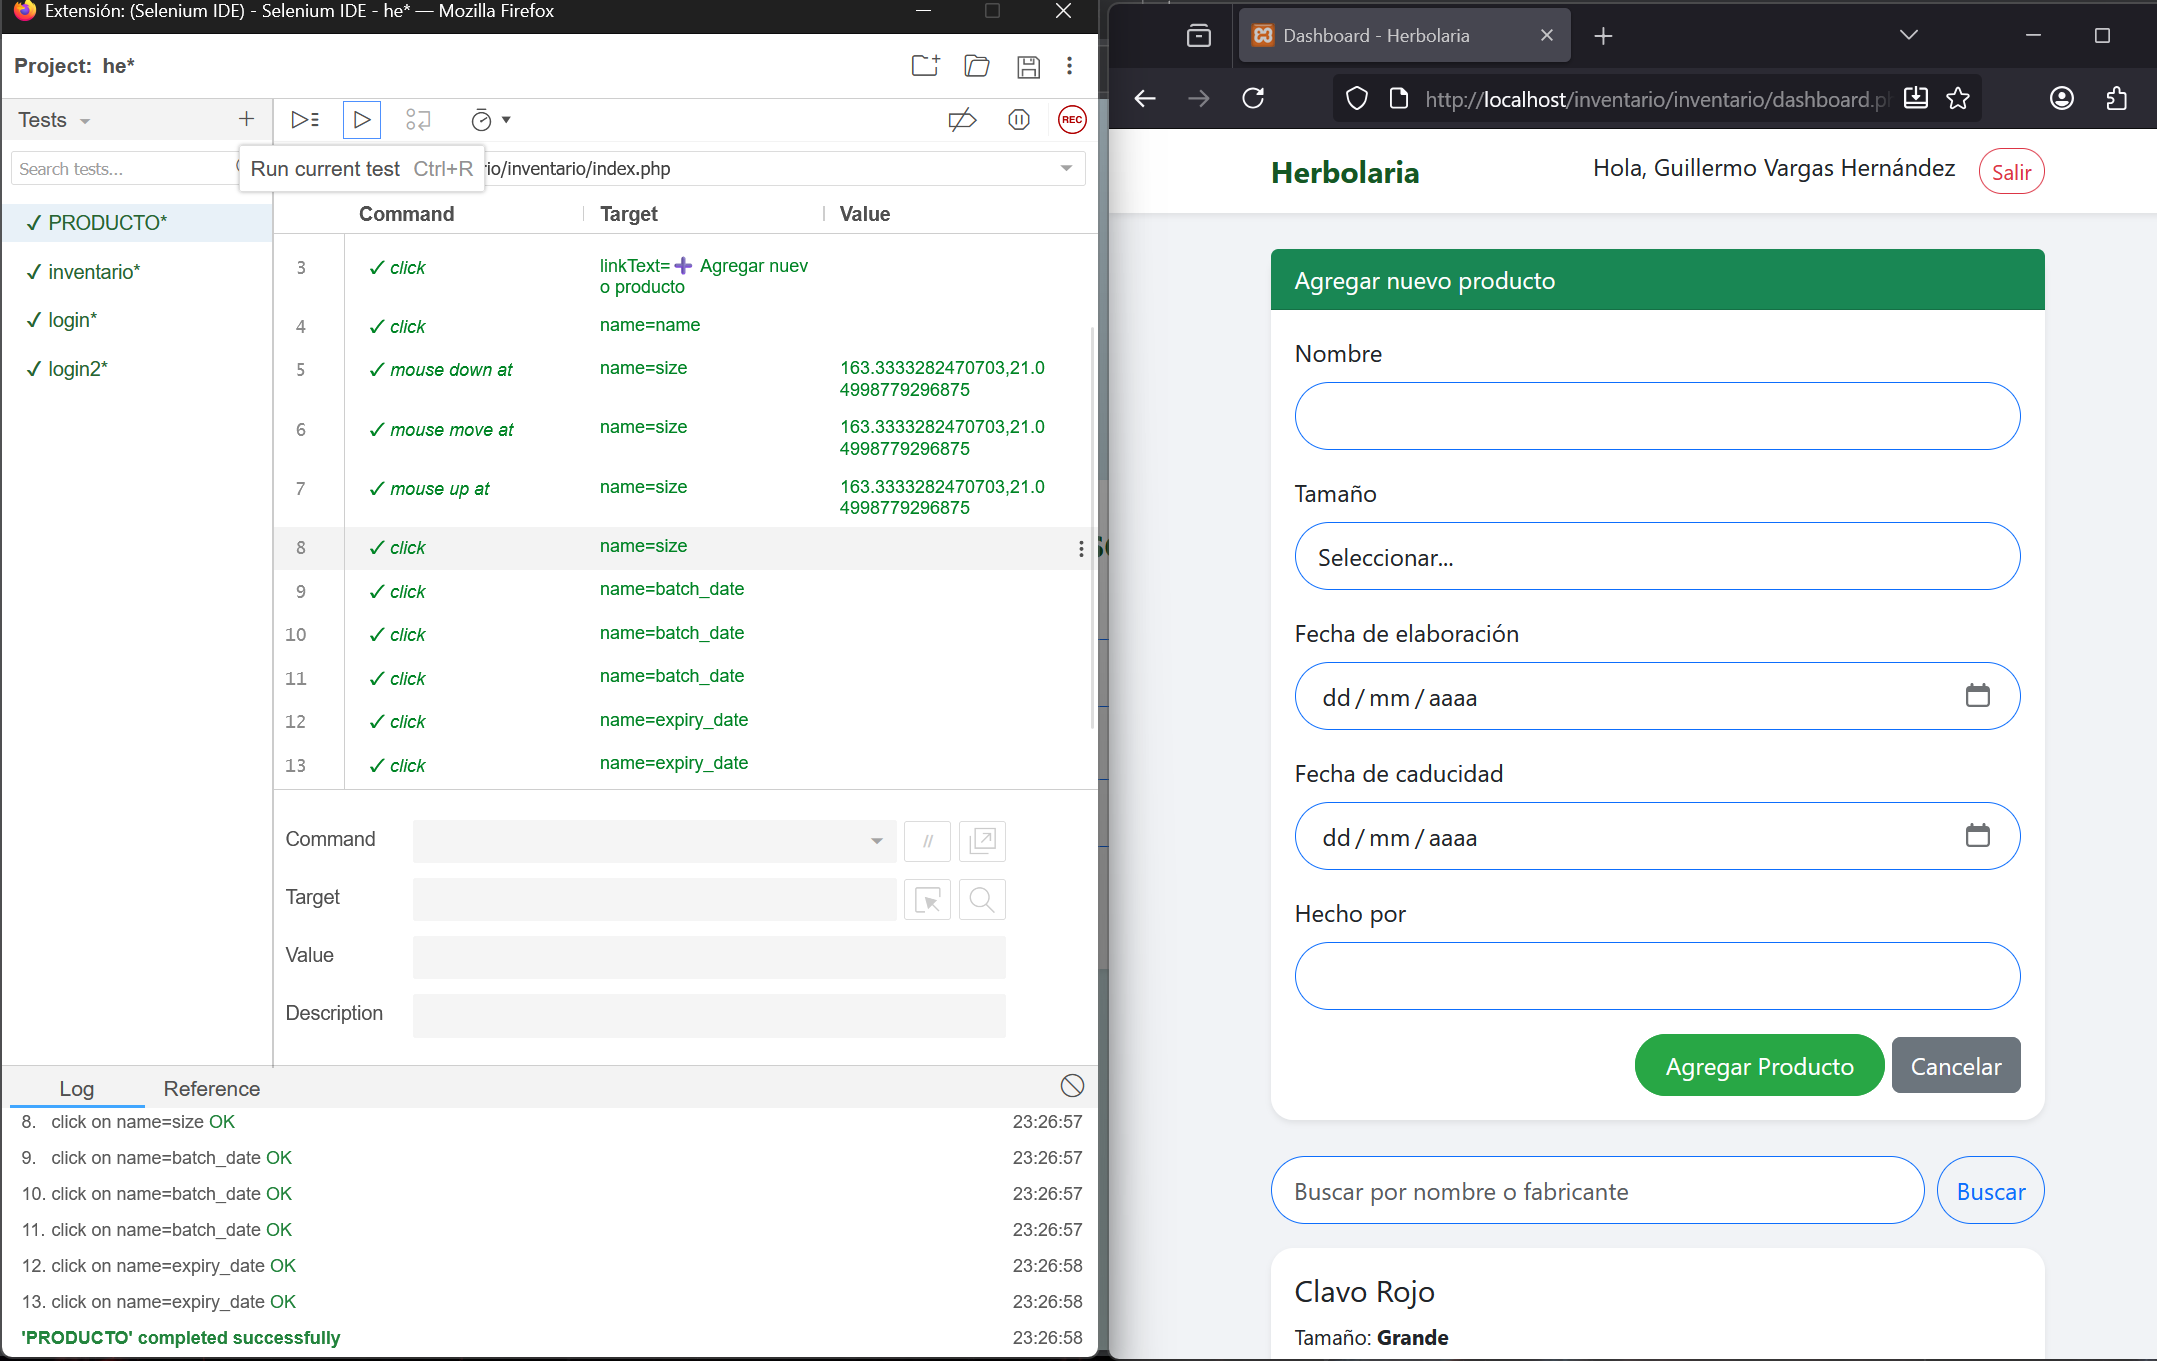 Extensión: (Selenium IDE) - Selenium IDE - he* — Mozilla Firefox
Project: he*
Tests
Run current test Ctrl+R
Search tests...
io/inventario/index.php
✓ PRODUCTO*
✓ inventario*
✓ login*
✓ login2*
REC
Command Target Value
3 ✓ click linkText=➕ Agregar nuev
o producto
4 ✓ click name=name
5 ✓ mouse down at name=size 163.3333282470703,21.0
4998779296875
6 ✓ mouse move at name=size 163.3333282470703,21.0
4998779296875
7 ✓ mouse up at name=size 163.3333282470703,21.0
4998779296875
8 ✓ click name=size
9 ✓ click name=batch_date
10 ✓ click name=batch_date
11 ✓ click name=batch_date
12 ✓ click name=expiry_date
13 ✓ click name=expiry_date
Command
//
Target
Value
Description
Log Reference
8. click on name=size OK 23:26:57
9. click on name=batch_date OK 23:26:57
10. click on name=batch_date OK 23:26:57
11. click on name=batch_date OK 23:26:57
12. click on name=expiry_date OK 23:26:58
13. click on name=expiry_date OK 23:26:58
'PRODUCTO' completed successfully 23:26:58
Dashboard - Herbolaria
http://localhost/inventario/inventario/dashboard.ph
Herbolaria
Hola, Guillermo Vargas Hernández
Salir
Agregar nuevo producto
Nombre
Tamaño
Seleccionar...
Fecha de elaboración
dd / mm / aaaa
Fecha de caducidad
dd / mm / aaaa
Hecho por
Agregar Producto
Cancelar
Buscar por nombre o fabricante
Buscar
Clavo Rojo
Tamaño: Grande